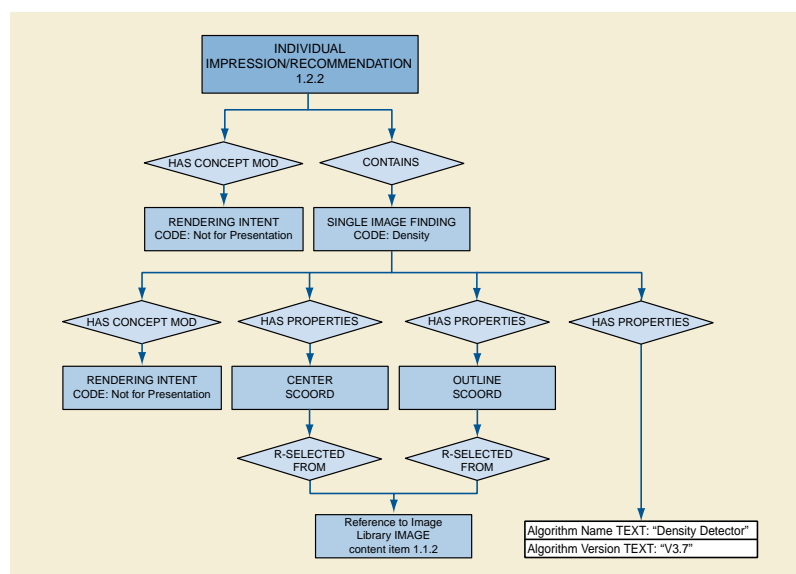 INDIVIDUAL
IMPRESSION/RECOMMENDATION
1.2.2
HAS CONCEPT MOD
CONTAINS
RENDERING INTENT
CODE: Not for Presentation
SINGLE IMAGE FINDING
CODE: Density
HAS CONCEPT MOD
HAS PROPERTIES
HAS PROPERTIES
HAS PROPERTIES
RENDERING INTENT
CODE: Not for Presentation
CENTER
SCOORD
OUTLINE
SCOORD
R-SELECTED
FROM
R-SELECTED
FROM
Reference to Image
Library IMAGE
content item 1.1.2
Algorithm Name TEXT: “Density Detector”
Algorithm Version TEXT: “V3.7”